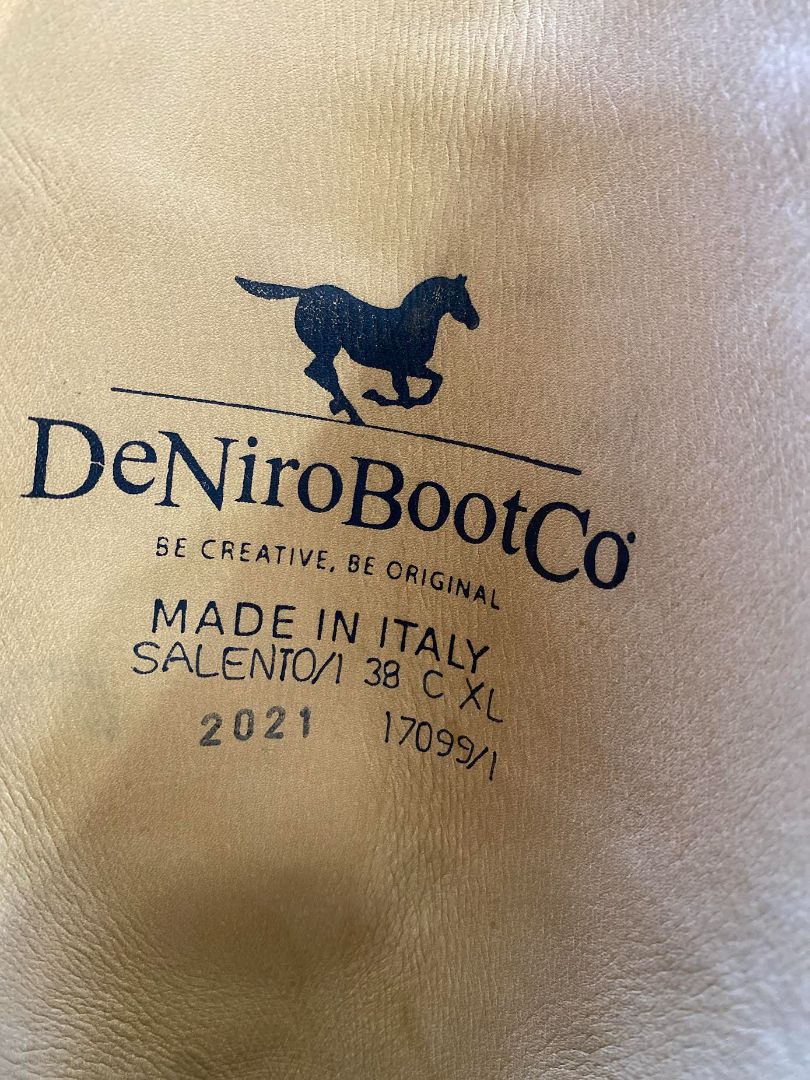 DeNiroBootCo
BE CREATIVE, BE ORIGINAL
MADE IN ITALY
SALENTO/1 38 C XL
2021 17099/1